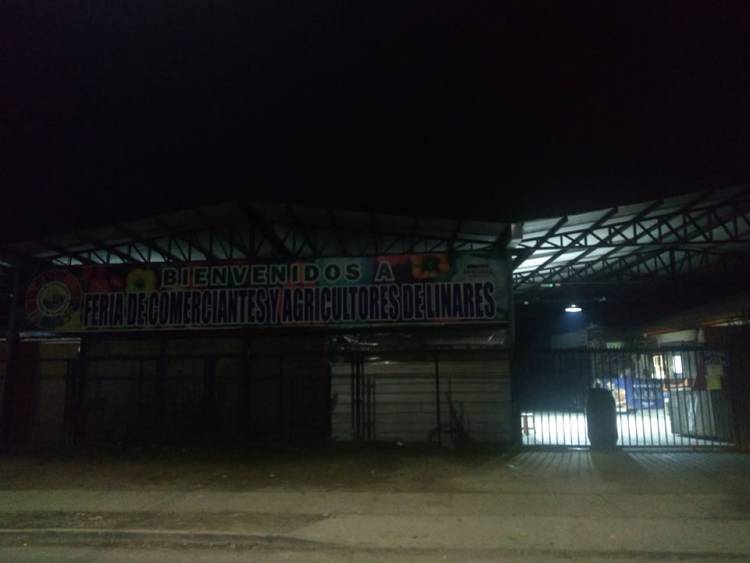 BIENVENIDOS A
FERIA DE COMERCIANTES Y AGRICULTORES DE LINARES